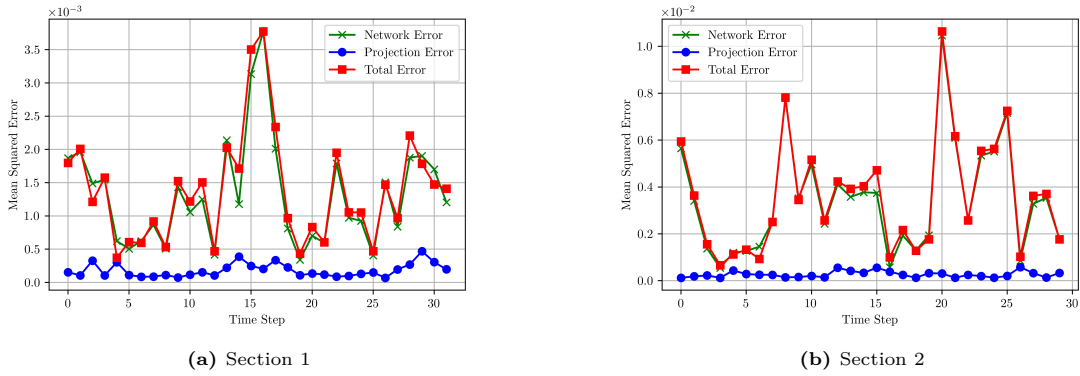 ×10⁻³
Mean Squared Error
3.5
3.0
2.5
2.0
1.5
1.0
0.5
0.0
Network Error
Projection Error
Total Error
0 5 10 15 20 25 30
Time Step
(a) Section 1
×10⁻²
Mean Squared Error
1.0
0.8
0.6
0.4
0.2
0.0
Network Error
Projection Error
Total Error
0 5 10 15 20 25 30
Time Step
(b) Section 2